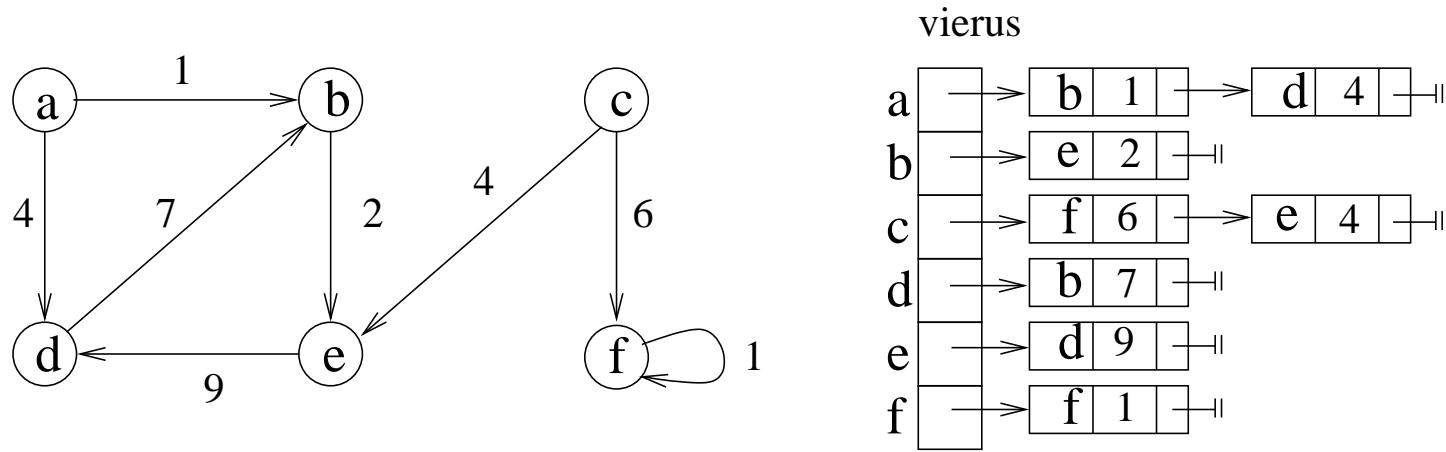 vierus
a 1 b c
4 7 2 4 6
d 9 e f 1
a b 1 d 4
b e 2
c f 6 e 4
d b 7
e d 9
f f 1